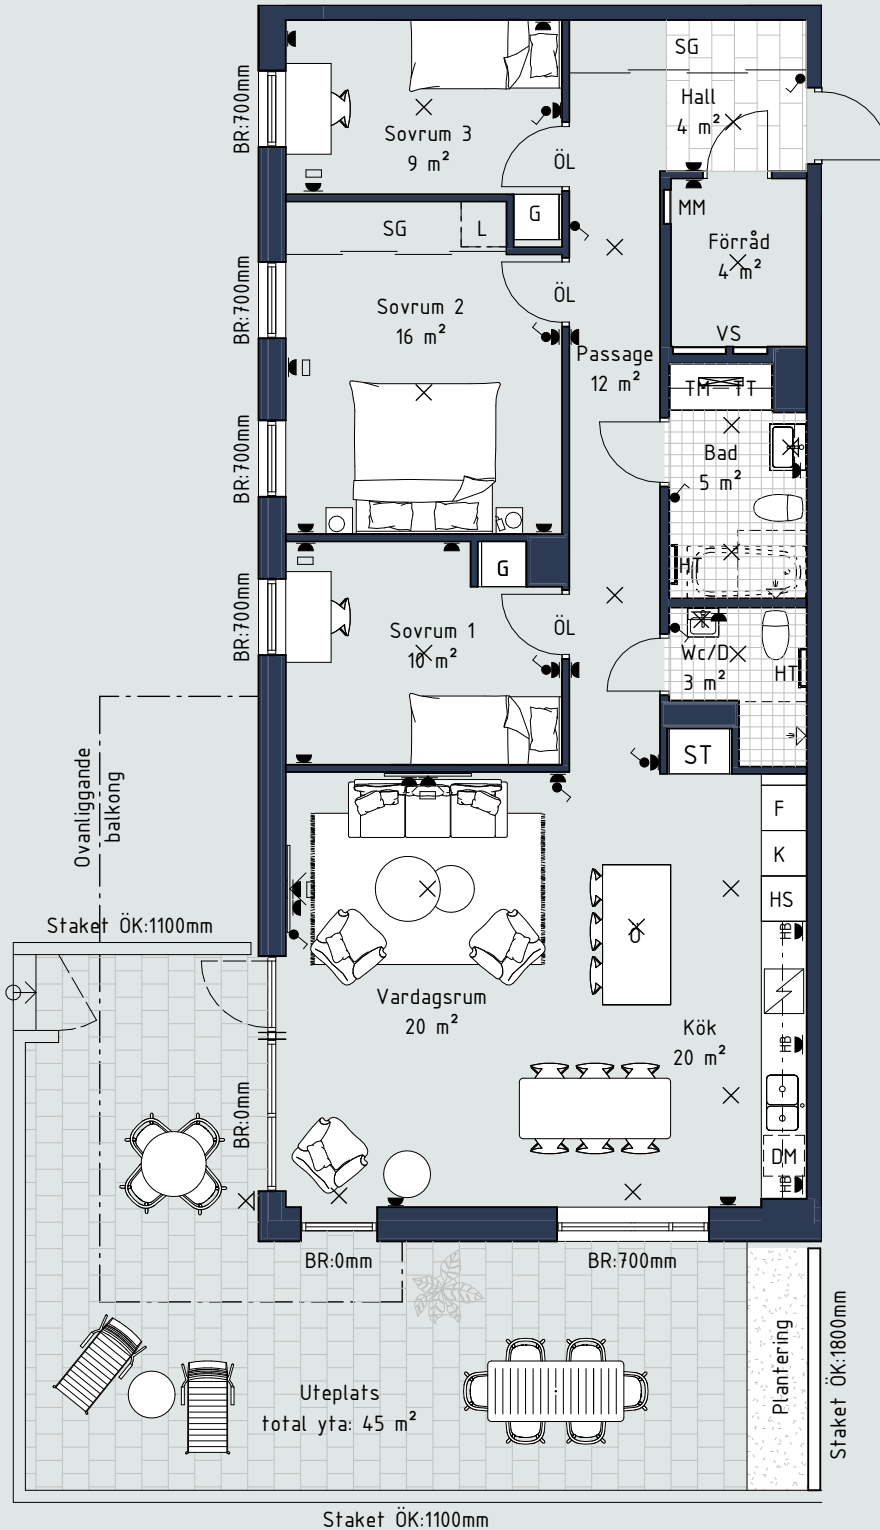 SG
Hall
4 m²
BR:700mm
Sovrum 3
9 m²
ÖL
G
MM
SG
L
Förråd
4 m²
BR:700mm
ÖL
Sovrum 2
16 m²
VS
Passage
12 m²
TM
TT
BR:700mm
Bad
5 m²
HT
G
BR:700mm
Sovrum 1
10 m²
ÖL
Wc/D
3 m²
HT
ST
Ovanliggande
balkong
F
K
HS
Staket ÖK:1100mm
HB
Ö
Vardagsrum
20 m²
Kök
20 m²
HB
BR:0mm
DM
HB
BR:0mm
BR:700mm
Plantering
Staket ÖK:1800mm
Uteplats
total yta: 45 m²
Staket ÖK:1100mm